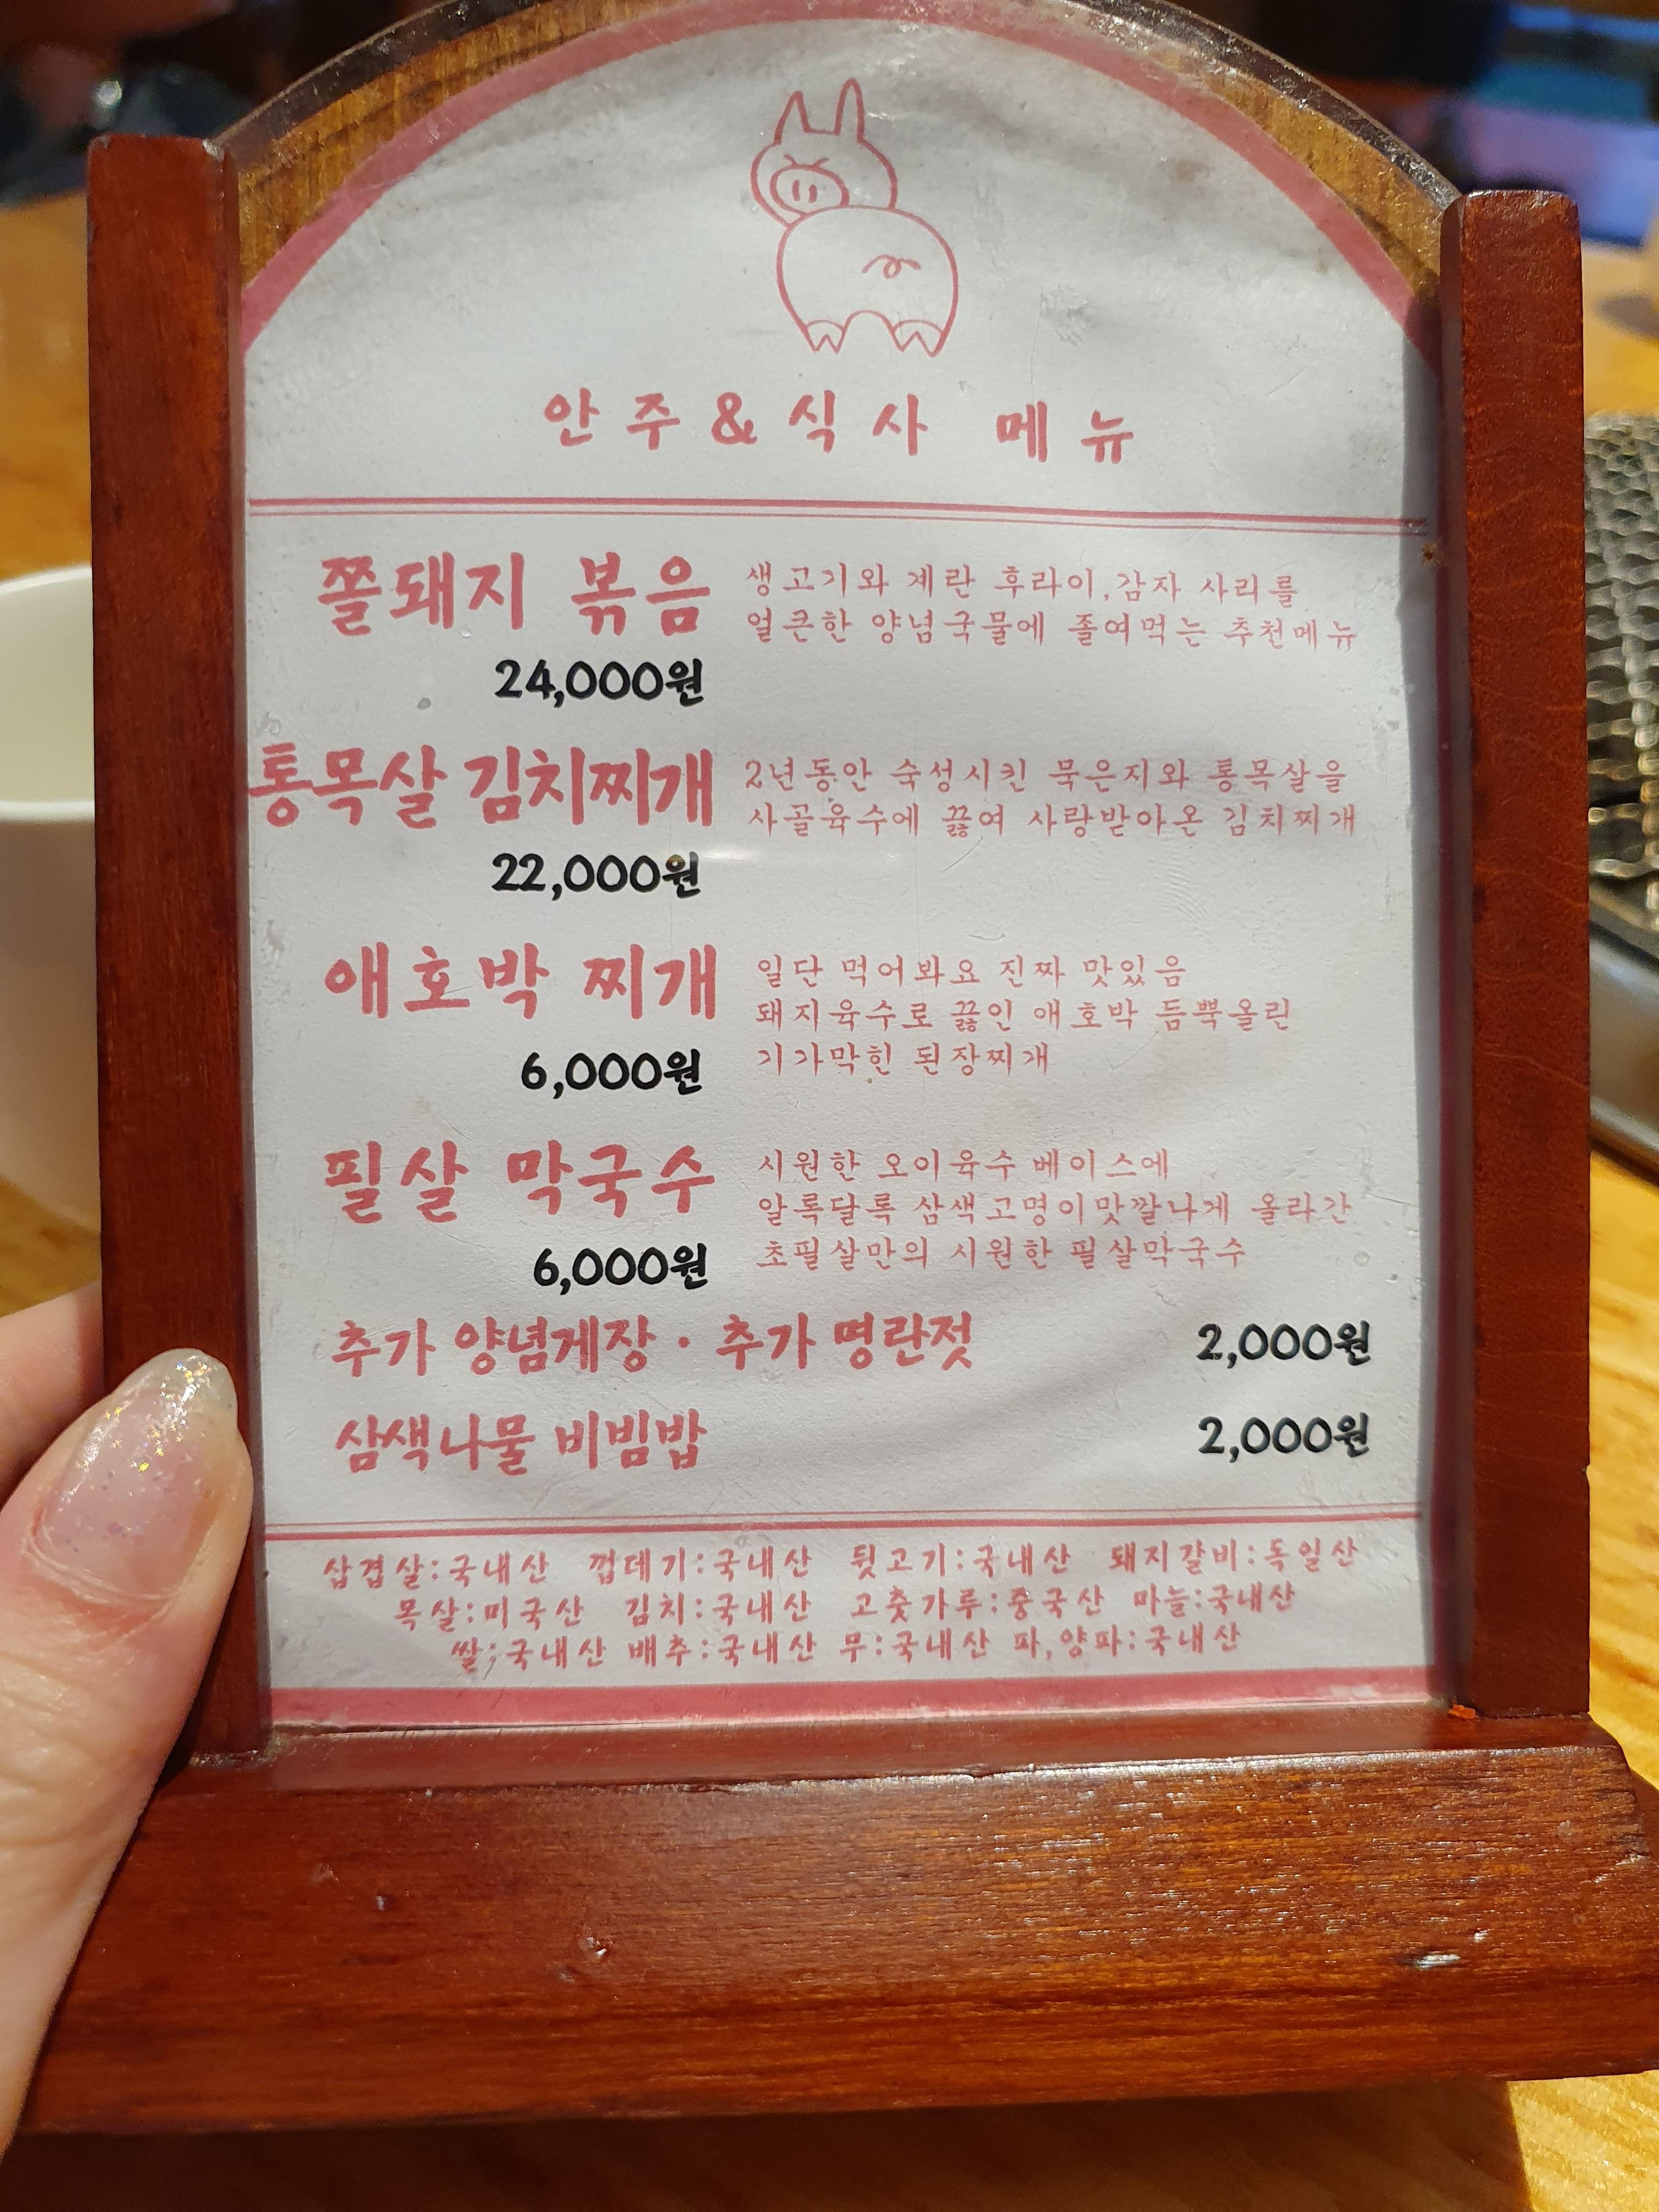 안주&식사 메뉴
쫄돼지 볶음
생고기와 계란 후라이,감자 사리를
얼큰한 양념국물에 졸여먹는 추천메뉴
24,000원
통목살 김치찌개
2년동안 숙성시킨 묵은지와 통목살을
사골육수에 끓여 사랑받아온 김치찌개
22,000원
애호박 찌개
일단 먹어봐요 진짜 맛있음
돼지육수로 끓인 애호박 듬뿍올린
기가막힌 된장찌개
6,000원
필살 막국수
시원한 오이육수 베이스에
알록달록 삼색고명이맛깔나게 올라간
초필살만의 시원한 필살막국수
6,000원
추가 양념게장 · 추가 명란젓 2,000원
삼색나물 비빔밥 2,000원
삼겹살:국내산 껍데기:국내산 뒷고기:국내산 돼지갈비:독일산
목살:미국산 김치:국내산 고춧가루:중국산 마늘:국내산
쌀:국내산 배추:국내산 무:국내산 파,양파:국내산